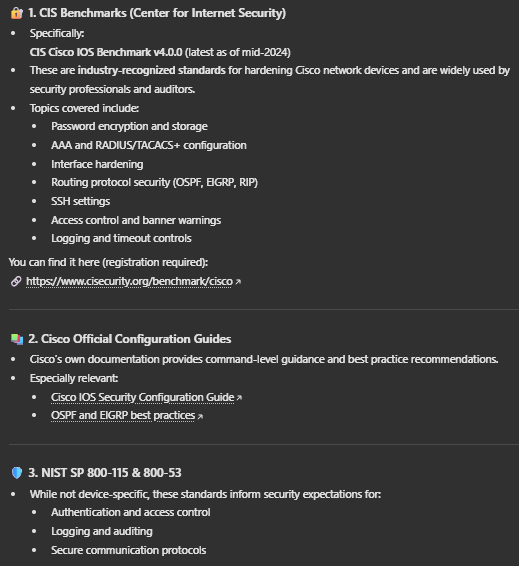 🔐 1. CIS Benchmarks (Center for Internet Security)
• Specifically:
CIS Cisco IOS Benchmark v4.0.0 (latest as of mid-2024)
• These are industry-recognized standards for hardening Cisco network devices and are widely used by
security professionals and auditors.
• Topics covered include:
• Password encryption and storage
• AAA and RADIUS/TACACS+ configuration
• Interface hardening
• Routing protocol security (OSPF, EIGRP, RIP)
• SSH settings
• Access control and banner warnings
• Logging and timeout controls
You can find it here (registration required):
🔗 https://www.cisecurity.org/benchmark/cisco ↗
📚 2. Cisco Official Configuration Guides
• Cisco's own documentation provides command-level guidance and best practice recommendations.
• Especially relevant:
• Cisco IOS Security Configuration Guide ↗
• OSPF and EIGRP best practices ↗
🛡️ 3. NIST SP 800-115 & 800-53
• While not device-specific, these standards inform security expectations for:
• Authentication and access control
• Logging and auditing
• Secure communication protocols